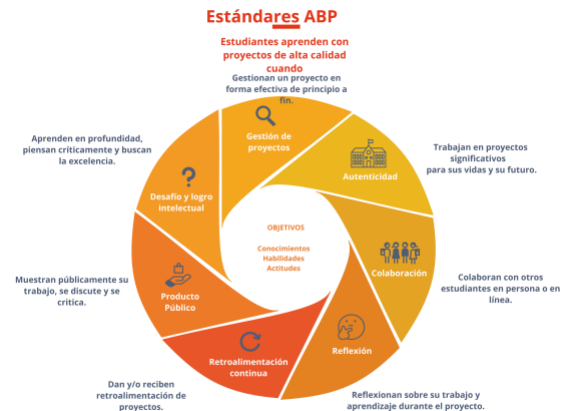 Estándares ABP
Estudiantes aprenden con
proyectos de alta calidad
cuando
Gestionan un proyecto en
forma efectiva de principio a
fin.
Gestión de
proyectos
Trabajan en proyectos
significativos
para sus vidas y su futuro.
Autenticidad
Colaboran con otros
estudiantes en persona o en
línea.
Colaboración
Reflexionan sobre su trabajo y
aprendizaje durante el proyecto.
Reflexión
Dan y/o reciben
retroalimentación de
proyectos.
Retroalimentación
continua
Muestran públicamente su
trabajo, se discute y se
critica.
Producto
Público
Aprenden en profundidad,
piensan críticamente y buscan
la excelencia.
Desafío y logro
intelectual
OBJETIVOS
Conocimientos
Habilidades
Actitudes